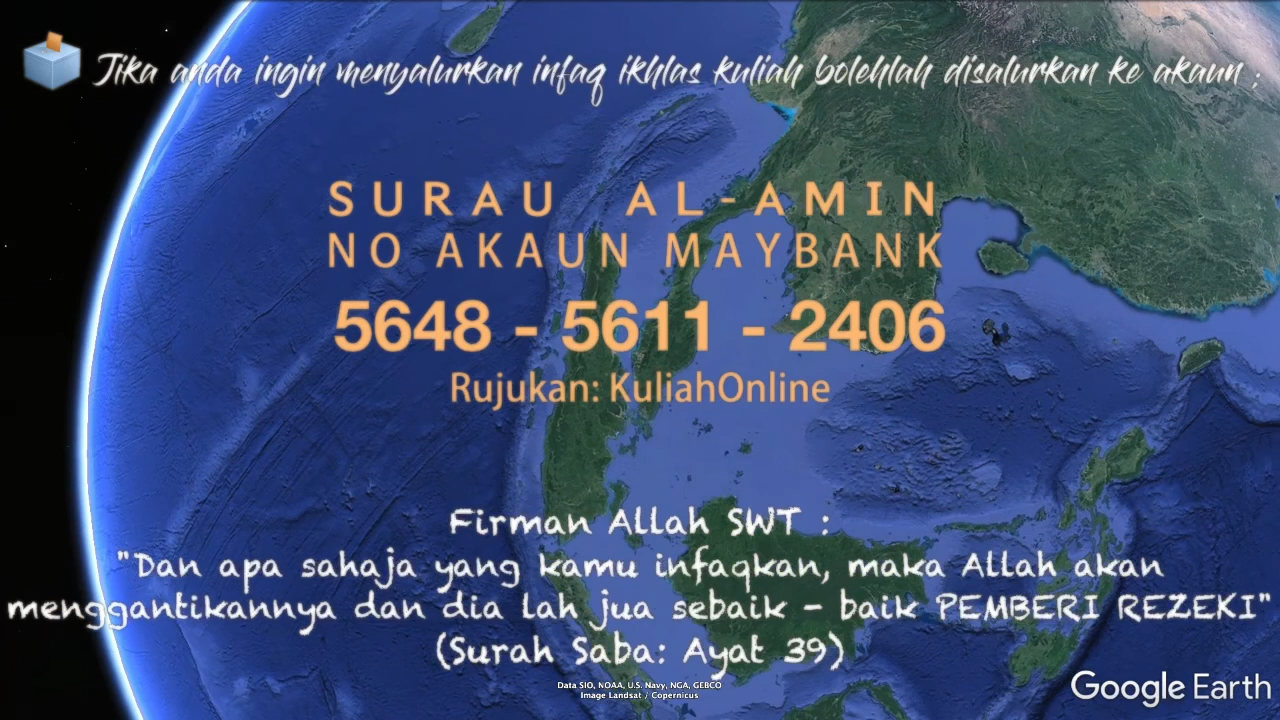 Jika anda ingin menyalurkan infaq ikhlas kuliah bolehlah disalurkan ke akaun ;
SURAU AL-AMIN
NO AKAUN MAYBANK
5648 - 5611 - 2406
Rujukan: KuliahOnline
Firman Allah SWT :
"Dan apa sahaja yang kamu infaqkan, maka Allah akan
menggantikannya dan dia lah jua sebaik - baik PEMBERI REZEKI"
(Surah Saba: Ayat 39)
Data SIO, NOAA, U.S. Navy, NGA, GEBCO
Image Landsat / Copernicus
Google Earth